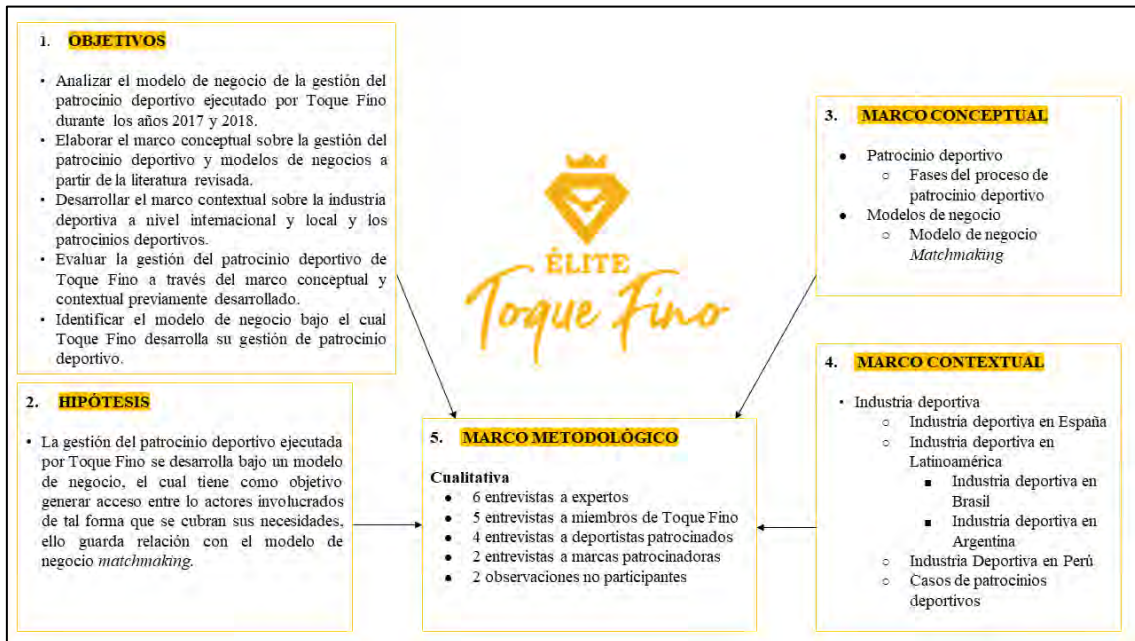 1. OBJETIVOS
• Analizar el modelo de negocio de la gestión del
patrocinio deportivo ejecutado por Toque Fino
durante los años 2017 y 2018.
• Elaborar el marco conceptual sobre la gestión del
patrocinio deportivo y modelos de negocios a
partir de la literatura revisada.
• Desarrollar el marco contextual sobre la industria
deportiva a nivel internacional y local y los
patrocinios deportivos.
• Evaluar la gestión del patrocinio deportivo de
Toque Fino a través del marco conceptual y
contextual previamente desarrollado.
• Identificar el modelo de negocio bajo el cual
Toque Fino desarrolla su gestión de patrocinio
deportivo.
2. HIPÓTESIS
• La gestión del patrocinio deportivo ejecutada
por Toque Fino se desarrolla bajo un modelo
de negocio, el cual tiene como objetivo
generar acceso entre lo actores involucrados
de tal forma que se cubran sus necesidades,
ello guarda relación con el modelo de
negocio matchmaking.
ÉLITE
Toque Fino
3. MARCO CONCEPTUAL
● Patrocinio deportivo
○ Fases del proceso de
patrocinio deportivo
● Modelos de negocio
○ Modelo de negocio
Matchmaking
4. MARCO CONTEXTUAL
• Industria deportiva
○ Industria deportiva en España
○ Industria deportiva en
Latinoamérica
■ Industria deportiva en
Brasil
■ Industria deportiva en
Argentina
○ Industria Deportiva en Perú
○ Casos de patrocinios
deportivos
5. MARCO METODOLÓGICO
Cualitativa
● 6 entrevistas a expertos
● 5 entrevistas a miembros de Toque Fino
● 4 entrevistas a deportistas patrocinados
● 2 entrevistas a marcas patrocinadoras
● 2 observaciones no participantes